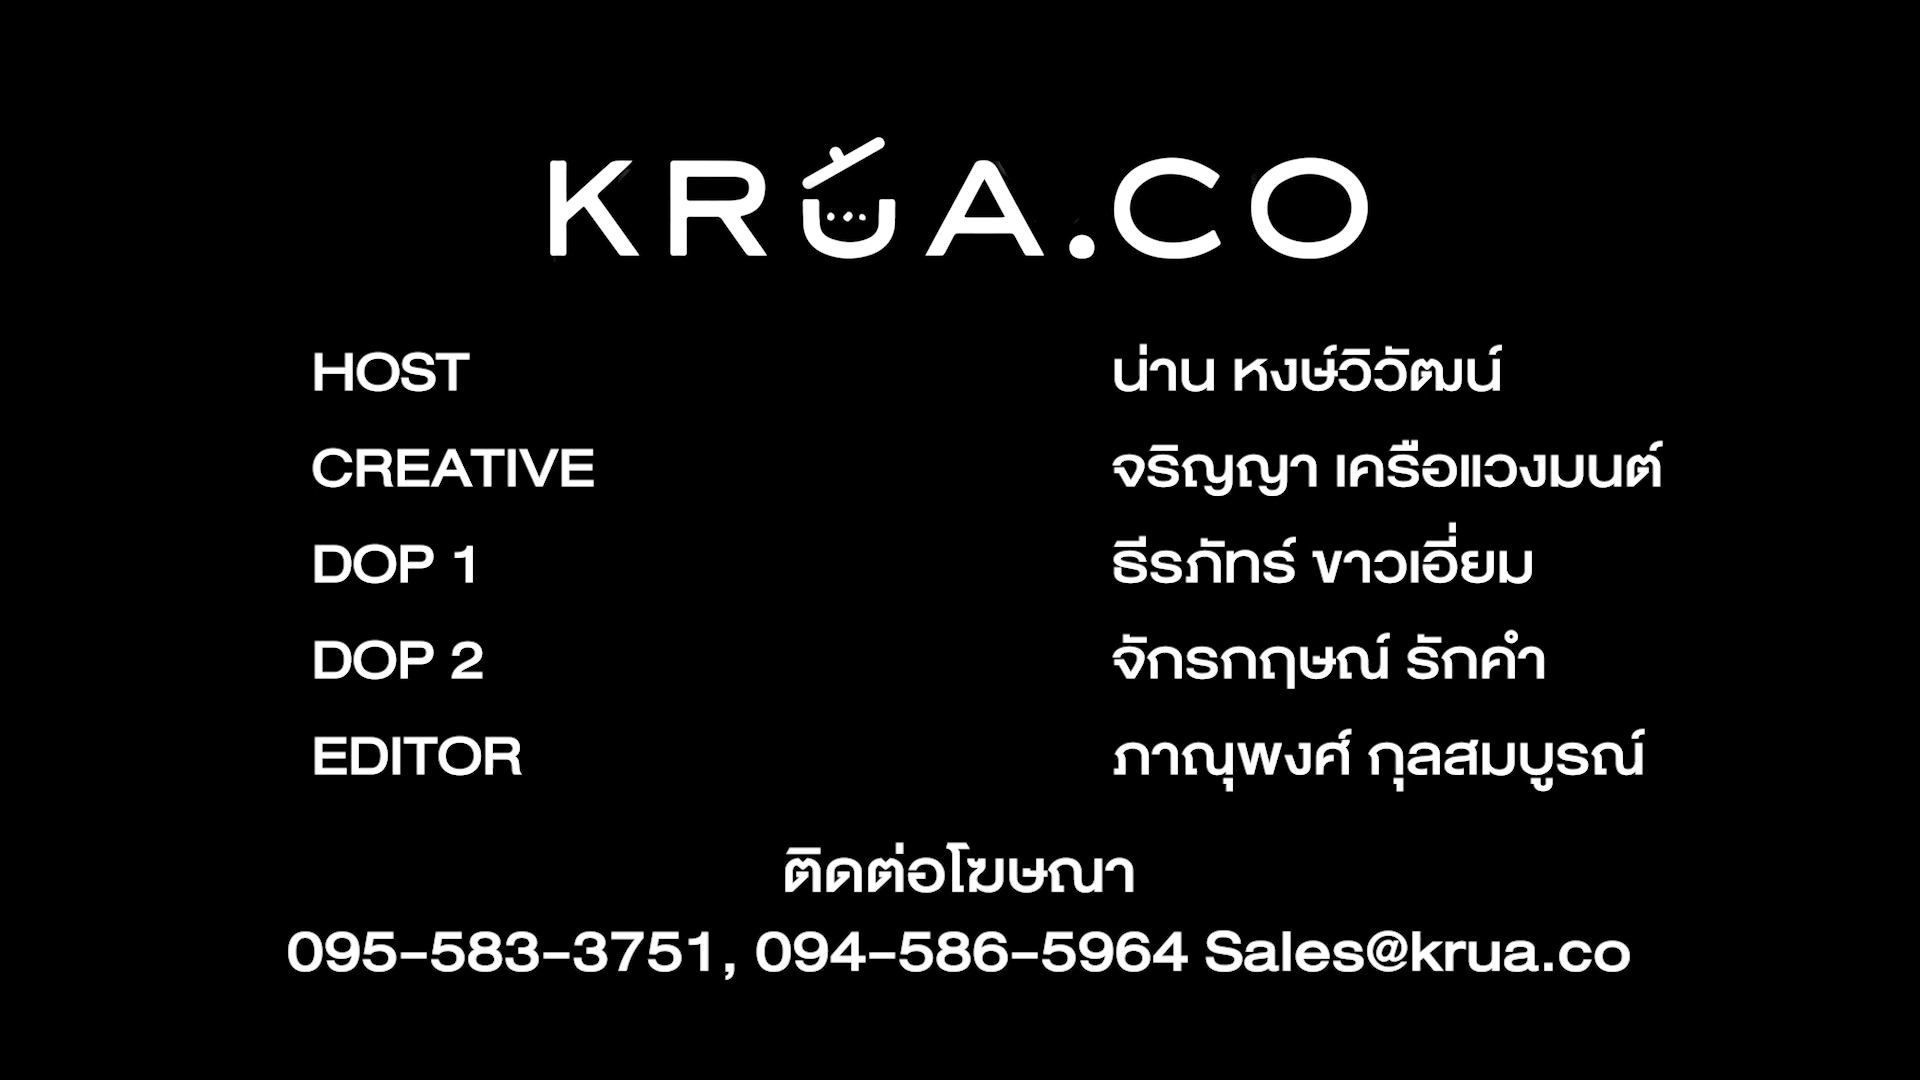 KRUA.CO
HOST น่าน หงษ์วิวัฒน์
CREATIVE จริญญา เครือแวงมนต์
DOP 1 ธีรภัทร์ ขาวเอี่ยม
DOP 2 จักรกฤษณ์ รักคำ
EDITOR ภาณุพงศ์ กุลสมบูรณ์
ติดต่อโฆษณา
095-583-3751, 094-586-5964 Sales@krua.co